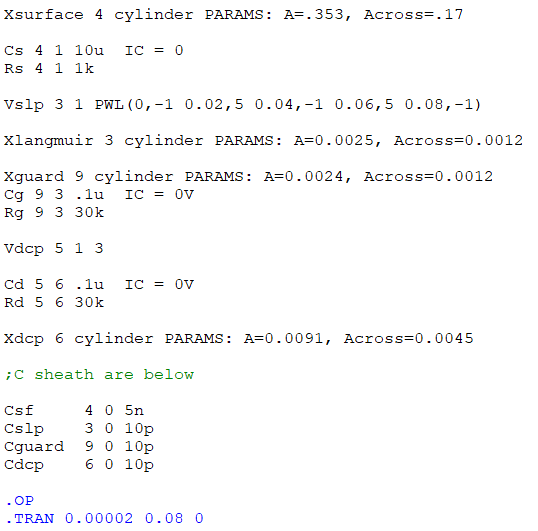 Xsurface 4 cylinder PARAMS: A=.353, Across=.17
Cs 4 1 10u  IC = 0
Rs 4 1 1k
Vslp 3 1 PWL(0,-1 0.02,5 0.04,-1 0.06,5 0.08,-1)
Xlangmuir 3 cylinder PARAMS: A=0.0025, Across=0.0012
Xguard 9 cylinder PARAMS: A=0.0024, Across=0.0012
Cg 9 3 .1u  IC = 0V
Rg 9 3 30k
Vdcp 5 1 3
Cd 5 6 .1u  IC = 0V
Rd 5 6 30k
Xdcp 6 cylinder PARAMS: A=0.0091, Across=0.0045
;C sheath are below
Csf     4 0 5n
Cslp    3 0 10p
Cguard  9 0 10p
Cdcp    6 0 10p
.OP
.TRAN 0.00002 0.08 0